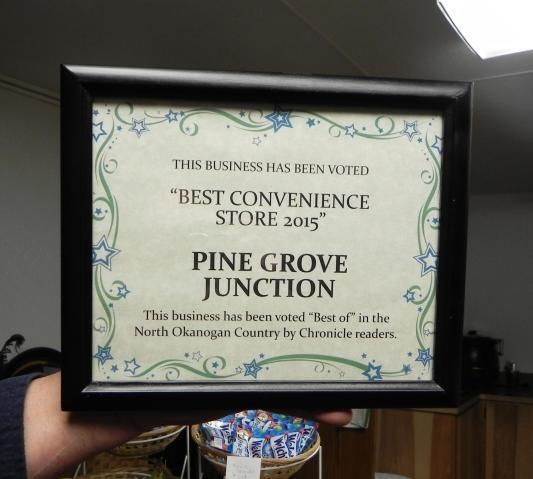 THIS BUSINESS HAS BEEN VOTED
"BEST CONVENIENCE
STORE 2015"
PINE GROVE
JUNCTION
This business has been voted "Best of" in the
North Okanogan Country by Chronicle readers.